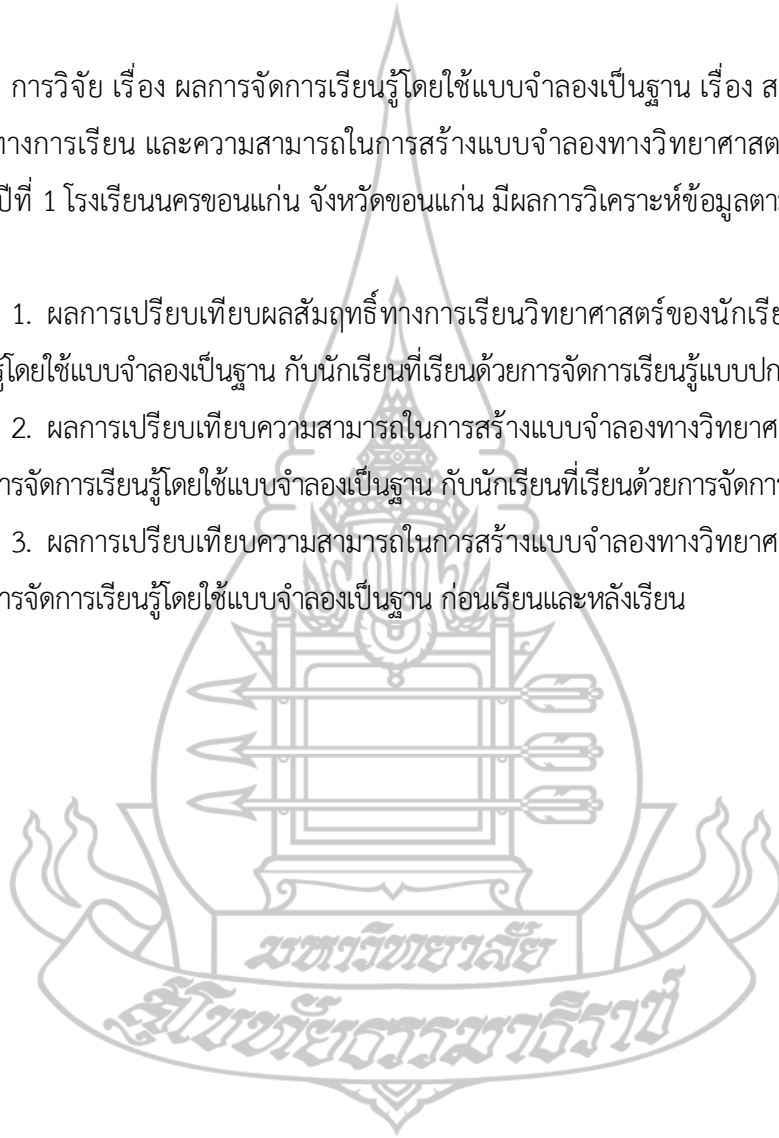 การวิจัย เรื่อง ผลการจัดการเรียนรู้โดยใช้แบบจำลองเป็นฐาน เรื่อง ส
ทางการเรียน และความสามารถในการสร้างแบบจำลองทางวิทยาศาสต
ปีที่ 1 โรงเรียนนครขอนแก่น จังหวัดขอนแก่น มีผลการวิเคราะห์ข้อมูลตา
1. ผลการเปรียบเทียบผลสัมฤทธิ์ทางการเรียนวิทยาศาสตร์ของนักเรีย
รู้โดยใช้แบบจำลองเป็นฐาน กับนักเรียนที่เรียนด้วยการจัดการเรียนรู้แบบปก
2. ผลการเปรียบเทียบความสามารถในการสร้างแบบจำลองทางวิทยาศ
การจัดการเรียนรู้โดยใช้แบบจำลองเป็นฐาน กับนักเรียนที่เรียนด้วยการจัดการ
3. ผลการเปรียบเทียบความสามารถในการสร้างแบบจำลองทางวิทยาศ
การจัดการเรียนรู้โดยใช้แบบจำลองเป็นฐาน ก่อนเรียนและหลังเรียน
มหาวิทยาลัย
สุโขทัยธรรมาธิราช